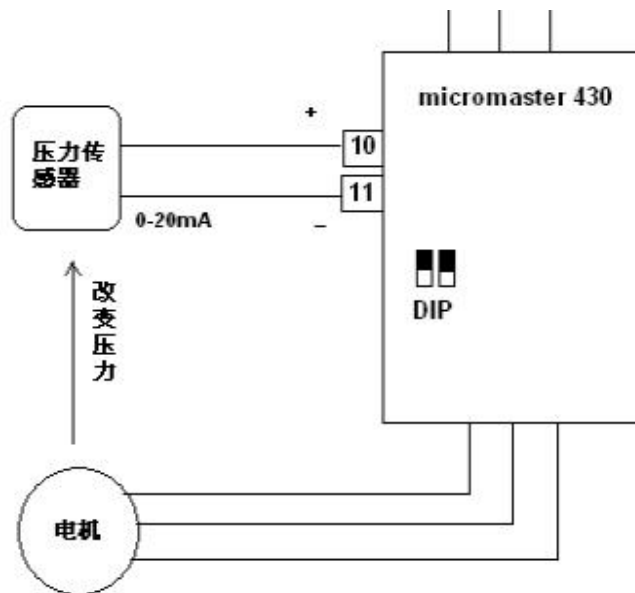 micromaster 430
+
10
压力传
感器
11
0-20mA
–
DIP
改
变
压
力
电机